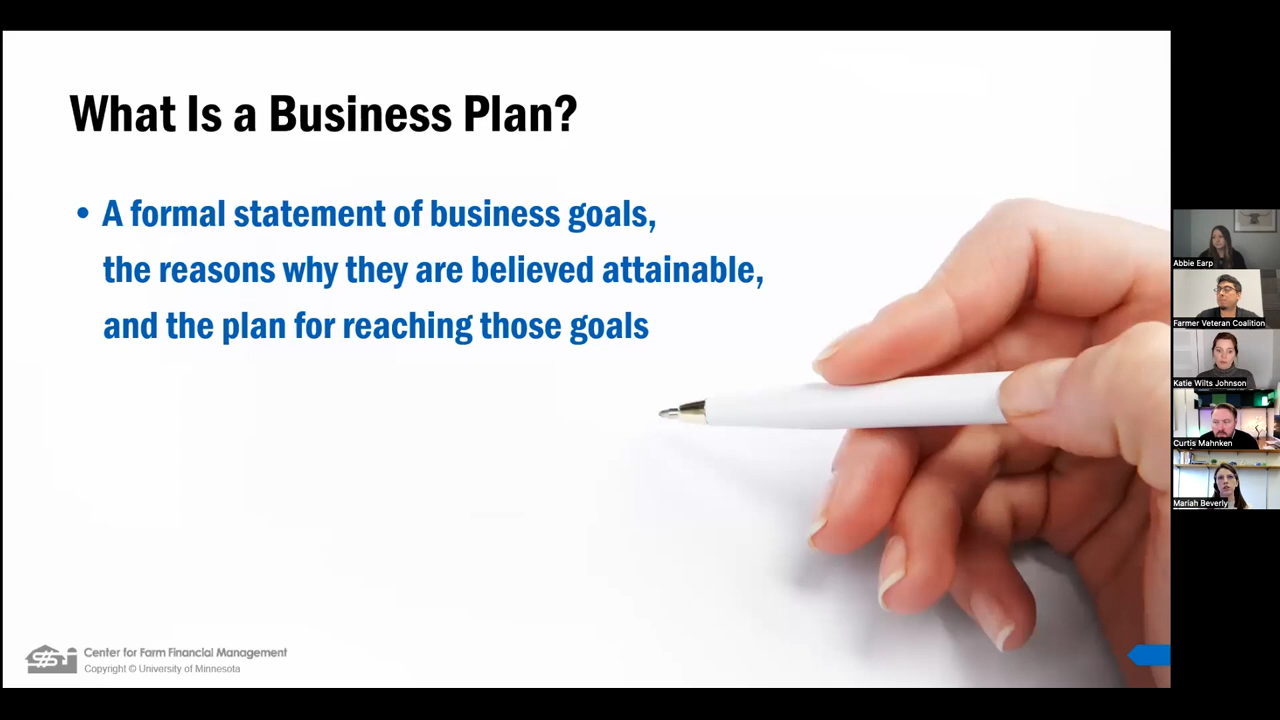 What Is a Business Plan?
• A formal statement of business goals,
the reasons why they are believed attainable,
and the plan for reaching those goals
Center for Farm Financial Management
Copyright © University of Minnesota
Abbie Earp
Farmer Veteran Coalition
Katie Wilts Johnson
Curtis Mahnken
Mariah Beverly